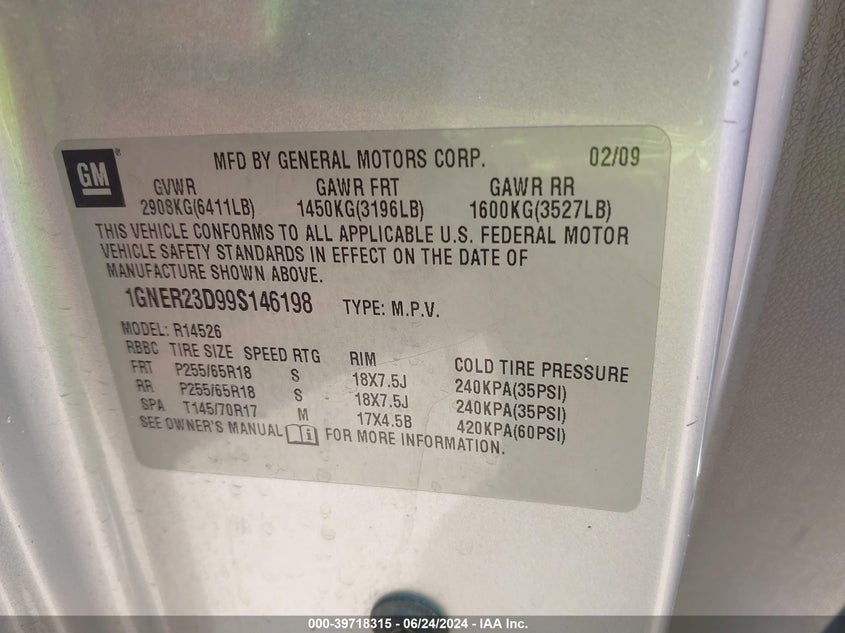 GM ® MFD BY GENERAL MOTORS CORP. 02/09
GVWR GAWR FRT GAWR RR
2908KG(6411LB) 1450KG(3196LB) 1600KG(3527LB)
THIS VEHICLE CONFORMS TO ALL APPLICABLE U.S. FEDERAL MOTOR
VEHICLE SAFETY STANDARDS IN EFFECT ON THE DATE OF
MANUFACTURE SHOWN ABOVE.
1GNER23D99S146198 TYPE: M.P.V.
MODEL: R14526
RBBC TIRE SIZE SPEED RTG RIM COLD TIRE PRESSURE
FRT P255/65R18 S 18X7.5J 240KPA(35PSI)
RR P255/65R18 S 18X7.5J 240KPA(35PSI)
SPA T145/70R17 M 17X4.5B 420KPA(60PSI)
SEE OWNER'S MANUAL i FOR MORE INFORMATION.
000-39718315 - 06/24/2024 - IAA Inc.